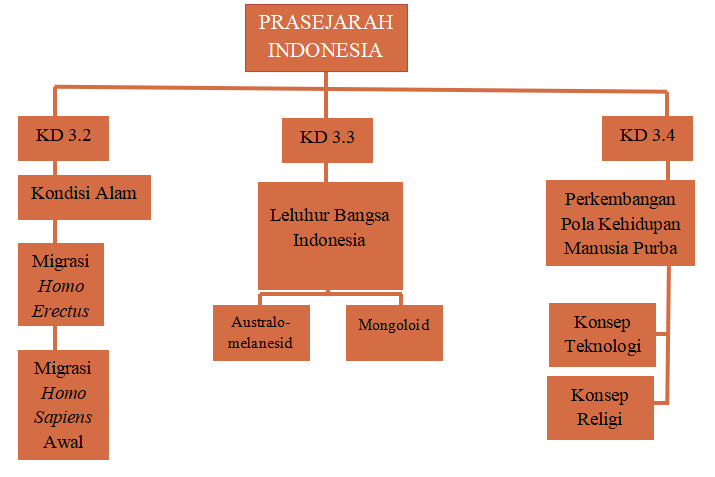 PRASEJARAH
INDONESIA
KD 3.2
Kondisi Alam
Migrasi
Homo
Erectus
Migrasi
Homo
Sapiens
Awal
KD 3.3
Leluhur Bangsa
Indonesia
Australo-
melanesid
Mongoloid
KD 3.4
Perkembangan
Pola Kehidupan
Manusia Purba
Konsep
Teknologi
Konsep
Religi